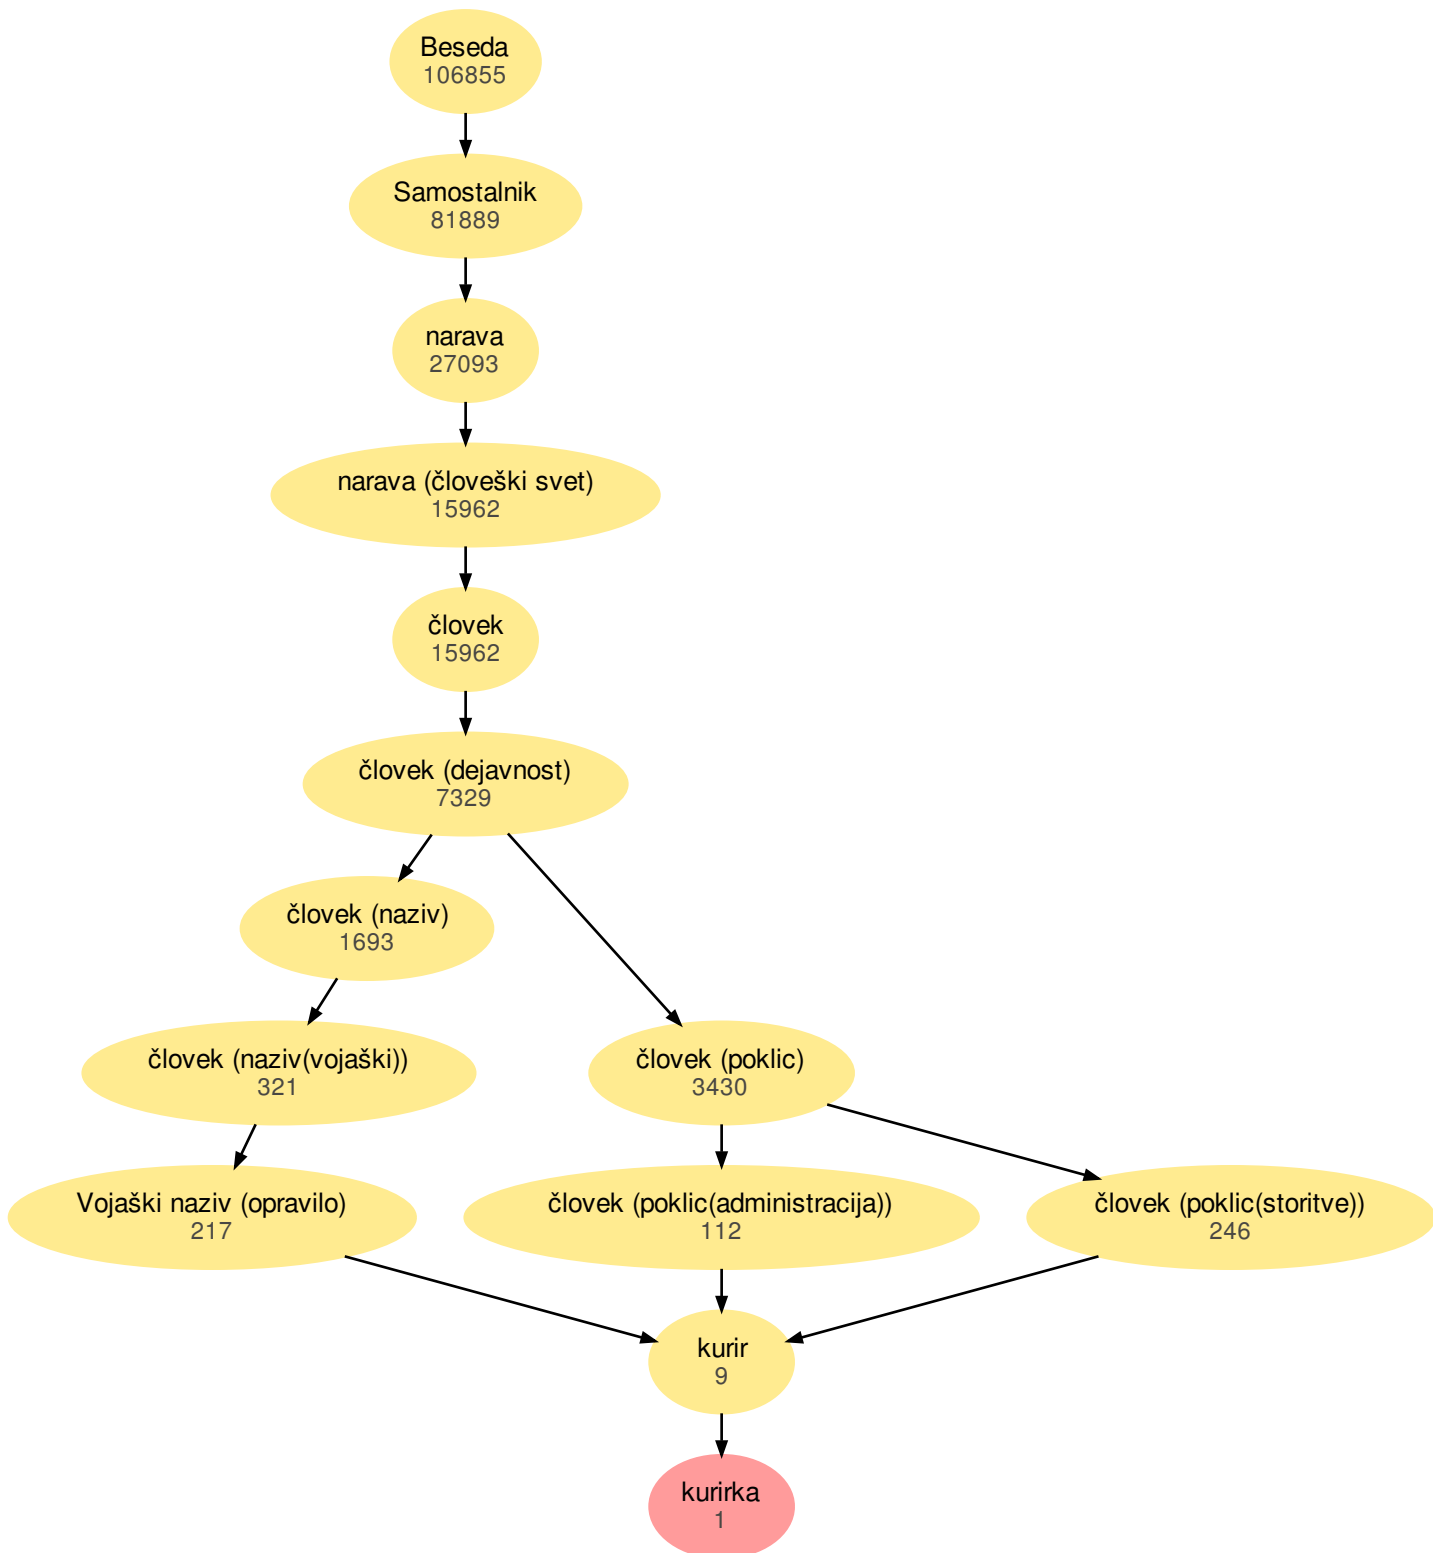 Beseda
106855
Samostalnik
81889
narava
27093
narava (človeški svet)
15962
človek
15962
človek (dejavnost)
7329
človek (naziv)
1693
človek (naziv(vojaški))
321
človek (poklic)
3430
Vojaški naziv (opravilo)
217
človek (poklic(administracija))
112
človek (poklic(storitve))
246
kurir
9
kurirka
1